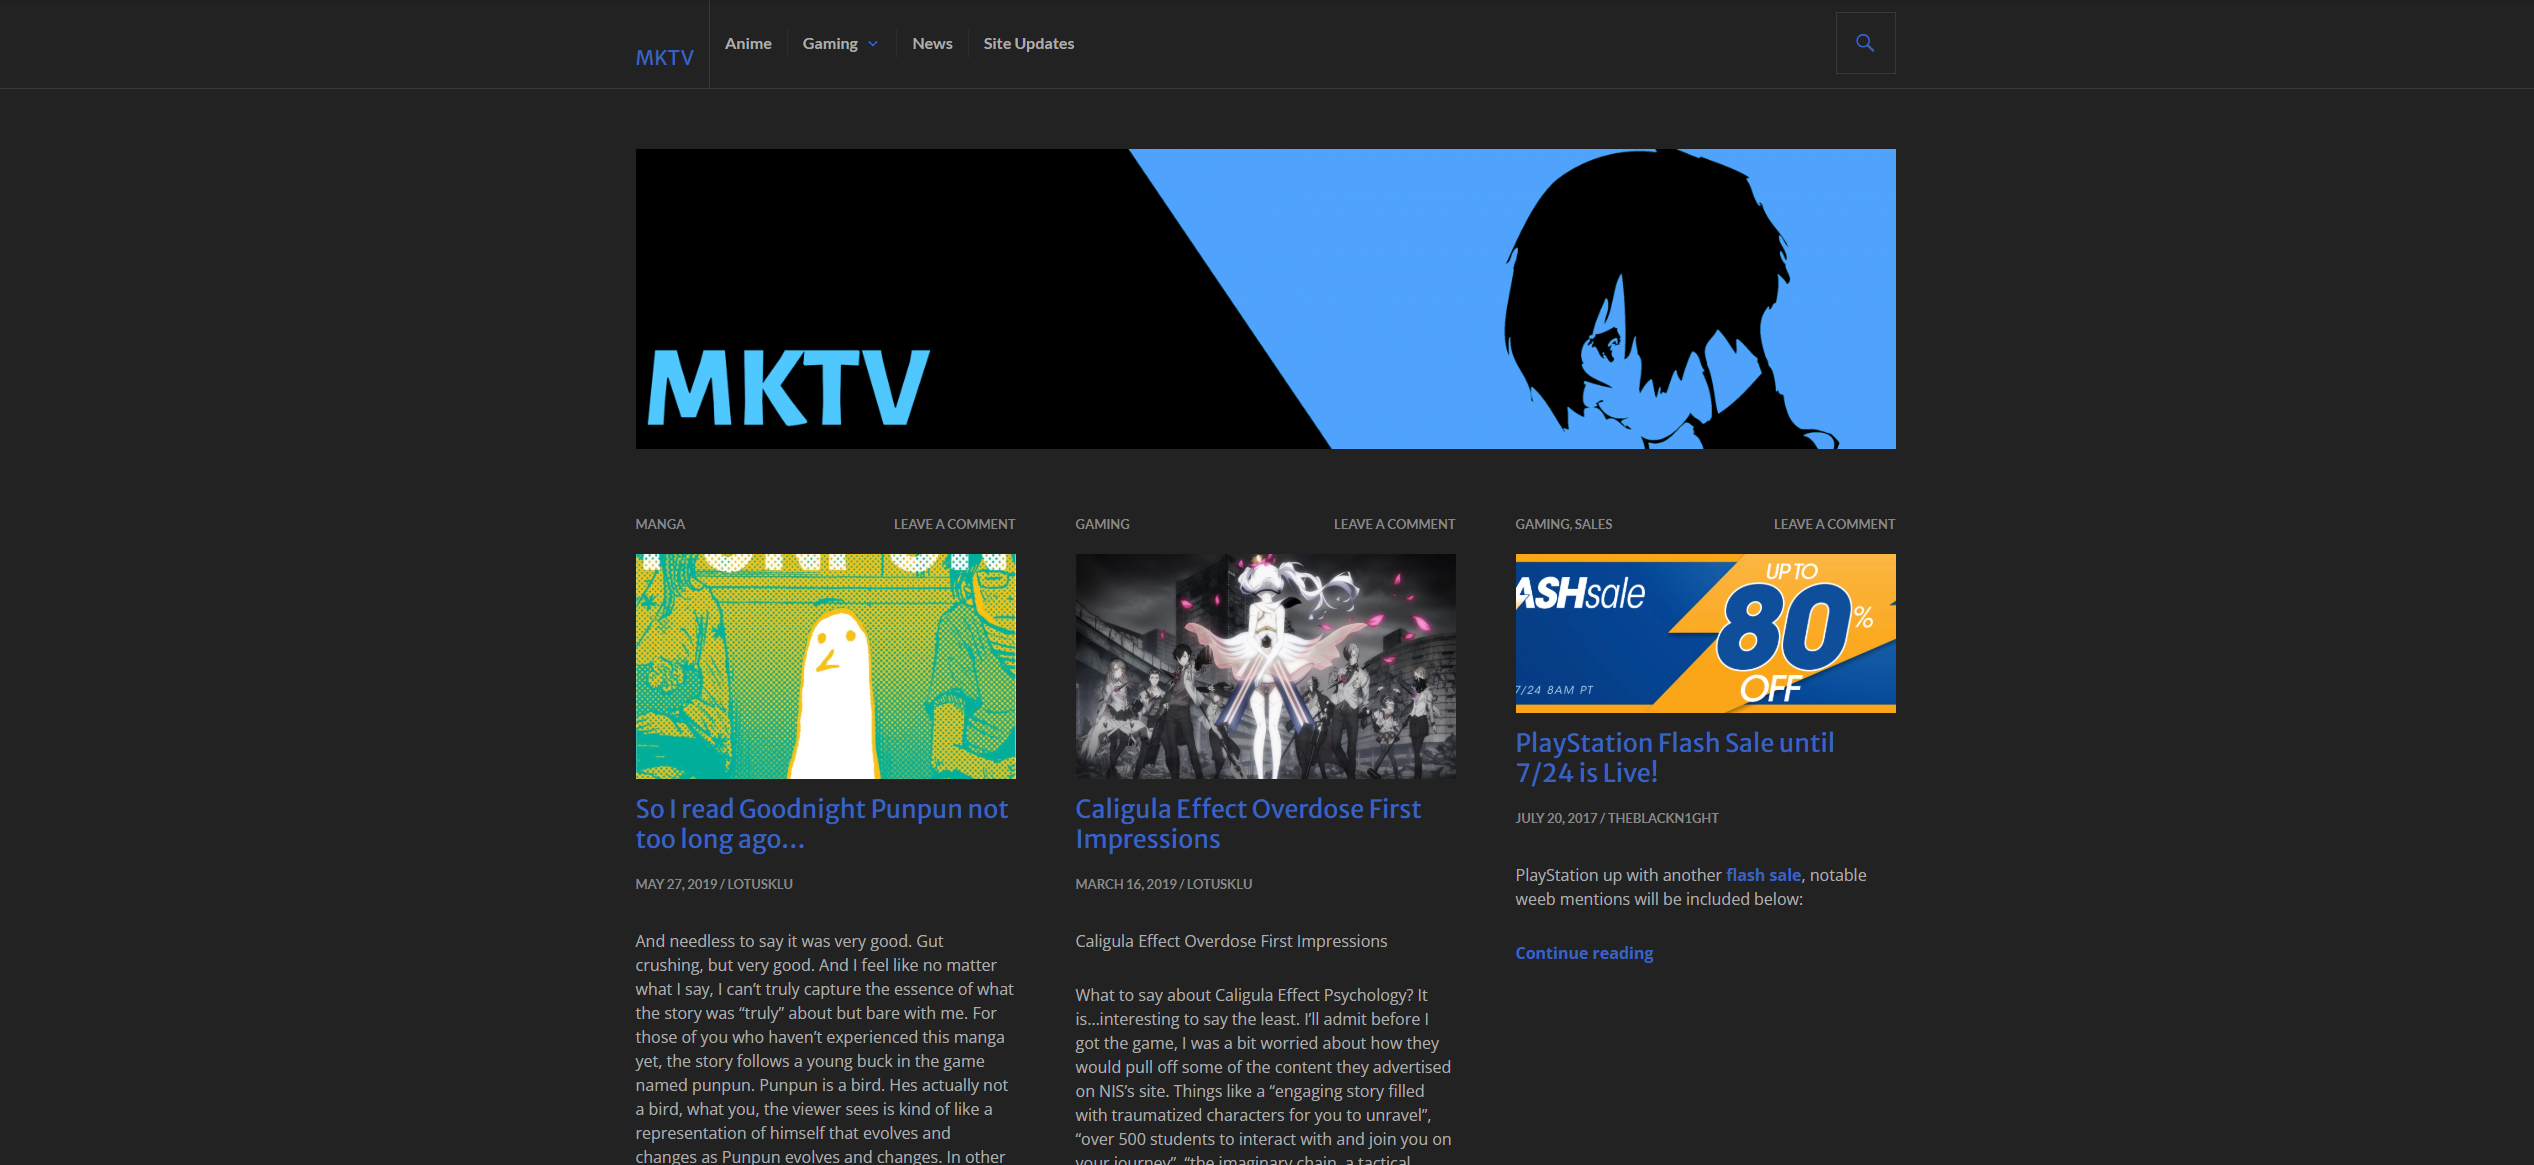 MKTV
Anime
Gaming
News
Site Updates
MKTV
MANGA
LEAVE A COMMENT
So I read Goodnight Punpun not
too long ago…
MAY 27, 2019 / LOTUSKLU
And needless to say it was very good. Gut
crushing, but very good. And I feel like no matter
what I say, I can’t truly capture the essence of what
the story was “truly” about but bare with me. For
those of you who haven’t experienced this manga
yet, the story follows a young buck in the game
named punpun. Punpun is a bird. Hes actually not
a bird, what you, the viewer sees is kind of like a
representation of himself that evolves and
changes as Punpun evolves and changes. In other
GAMING
LEAVE A COMMENT
Caligula Effect Overdose First
Impressions
MARCH 16, 2019 / LOTUSKLU
Caligula Effect Overdose First Impressions
What to say about Caligula Effect Psychology? It
is…interesting to say the least. I’ll admit before I
got the game, I was a bit worried about how they
would pull off some of the content they advertised
on NIS’s site. Things like a “engaging story filled
with traumatized characters for you to unravel”,
“over 500 students to interact with and join you on
your journey”, “the imaginary chain, a tactical
GAMING, SALES
LEAVE A COMMENT
ASHsale
UP TO
80%
OFF
7/24 8AM PT
PlayStation Flash Sale until
7/24 is Live!
JULY 20, 2017 / THEBLACKN1GHT
PlayStation up with another flash sale, notable
weeb mentions will be included below:
Continue reading